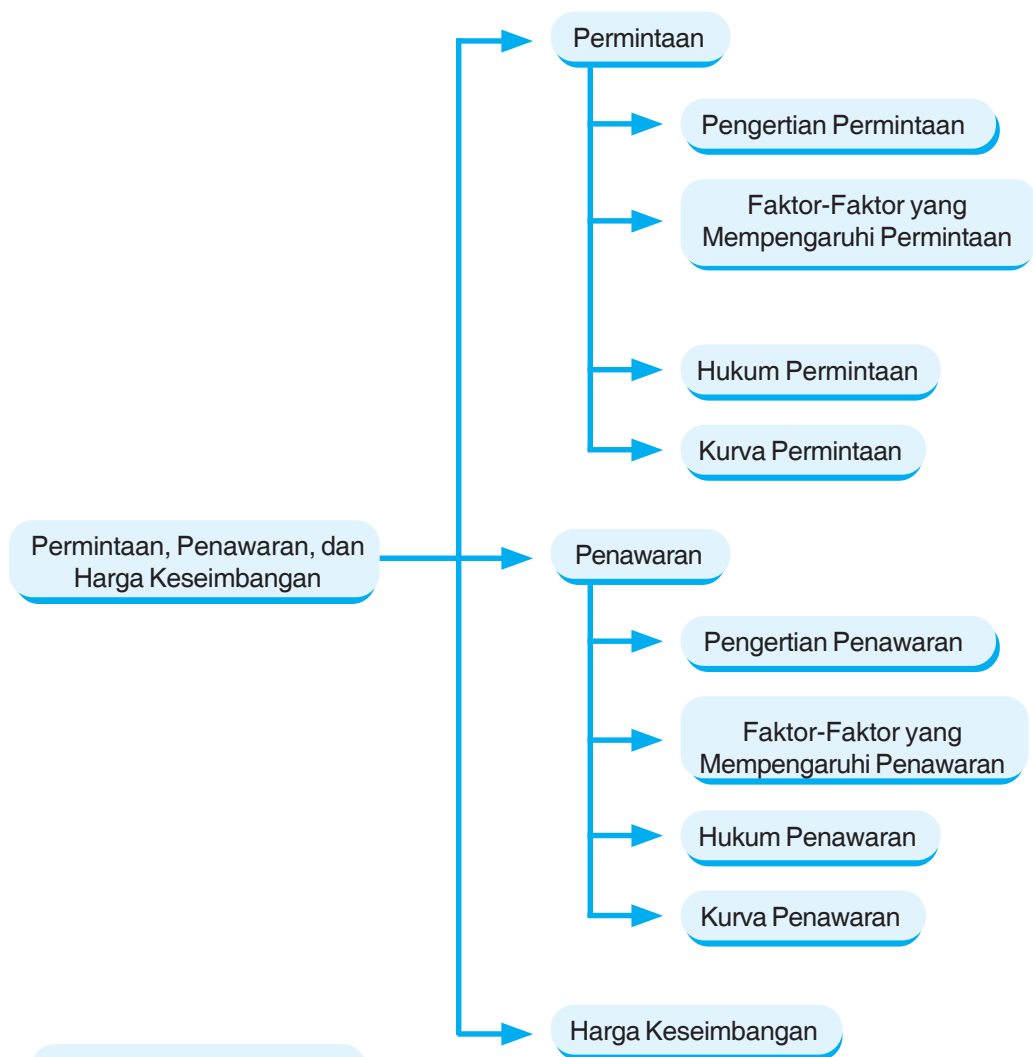 Permintaan
Pengertian Permintaan
Faktor-Faktor yang
Mempengaruhi Permintaan
Hukum Permintaan
Kurva Permintaan
Permintaan, Penawaran, dan
Harga Keseimbangan
Penawaran
Pengertian Penawaran
Faktor-Faktor yang
Mempengaruhi Penawaran
Hukum Penawaran
Kurva Penawaran
Harga Keseimbangan